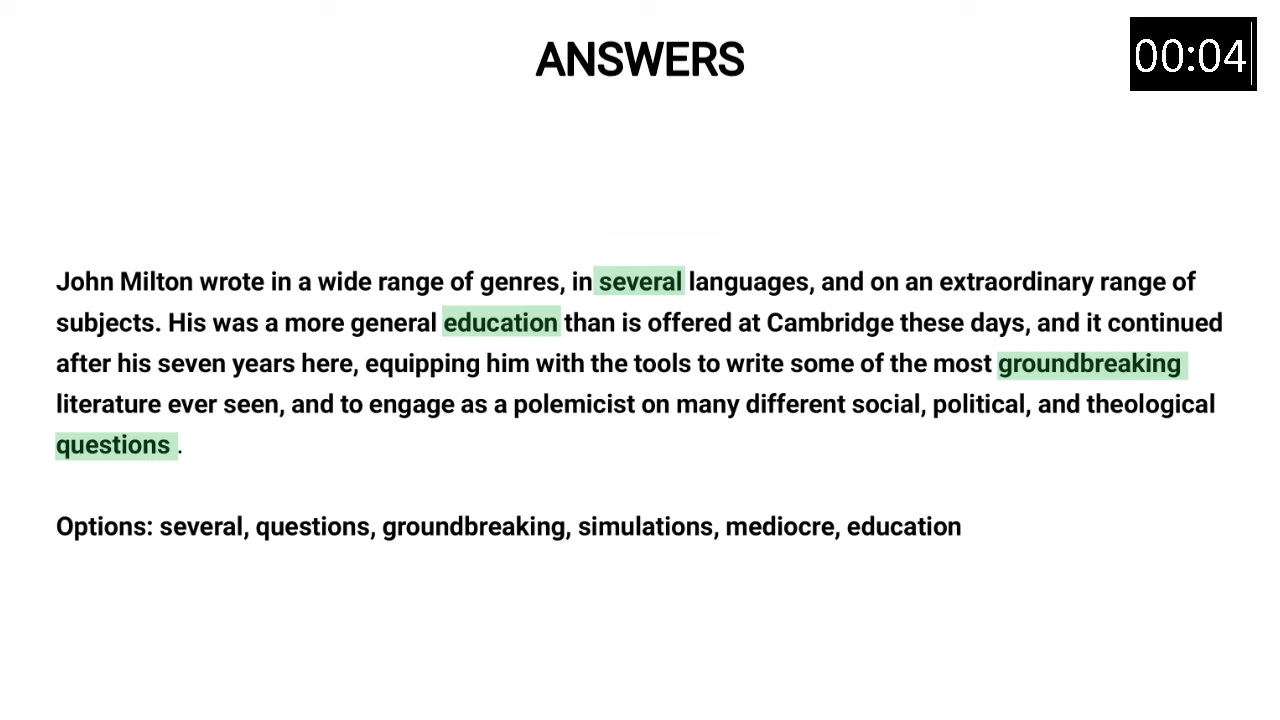 ANSWERS
00:04
John Milton wrote in a wide range of genres, in several languages, and on an extraordinary range of
subjects. His was a more general education than is offered at Cambridge these days, and it continued
after his seven years here, equipping him with the tools to write some of the most groundbreaking
literature ever seen, and to engage as a polemicist on many different social, political, and theological
questions .
Options: several, questions, groundbreaking, simulations, mediocre, education